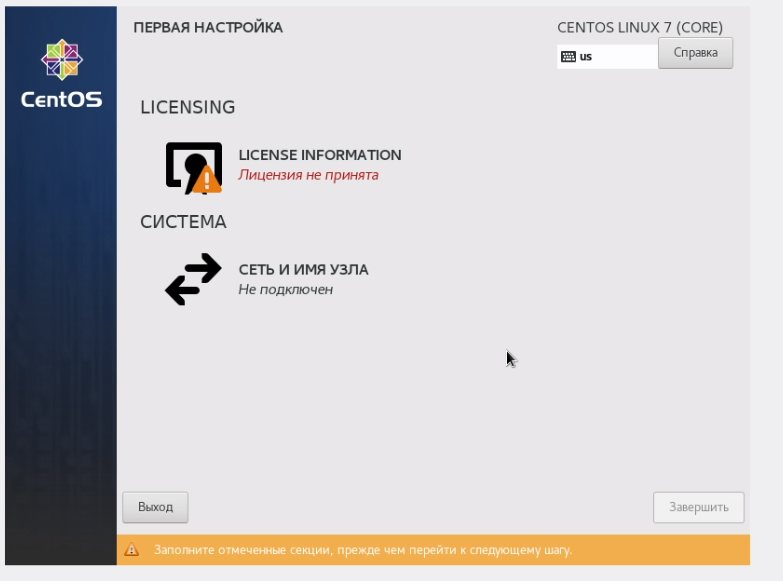 ПЕРВАЯ НАСТРОЙКА
CENTOS LINUX 7 (CORE)
us
Справка
CentOS
LICENSING
LICENSE INFORMATION
Лицензия не принята
СИСТЕМА
СЕТЬ И ИМЯ УЗЛА
Не подключен
Выход
Завершить
Заполните отмеченные секции, прежде чем перейти к следующему шагу.